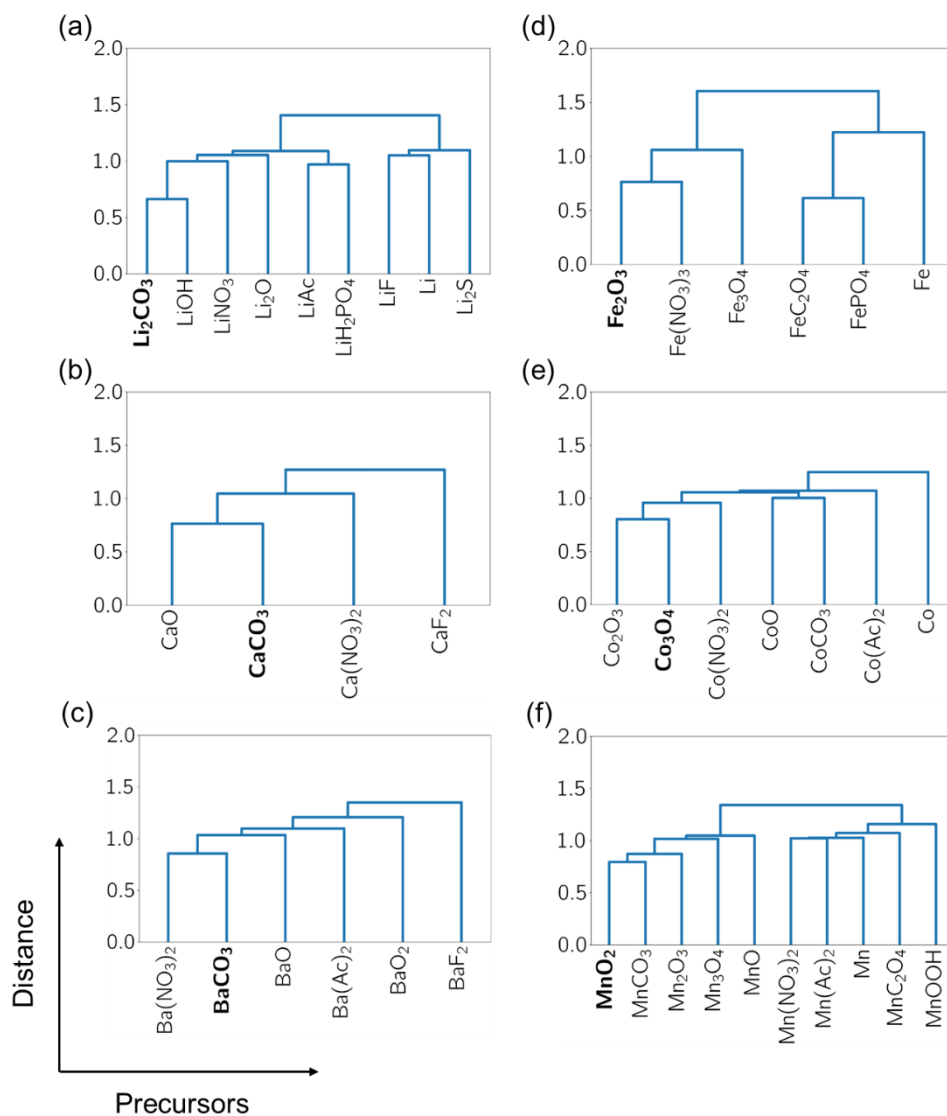 (a)
2.0
1.5
1.0
0.5
0.0
Li₂CO₃
LiOH
LiNO₃
Li₂O
LiAc
LiH₂PO₄
LiF
Li
Li₂S
(d)
2.0
1.5
1.0
0.5
0.0
Fe₂O₃
Fe(NO₃)₃
Fe₃O₄
FeC₂O₄
FePO₄
Fe
(b)
2.0
1.5
1.0
0.5
0.0
CaO
CaCO₃
Ca(NO₃)₂
CaF₂
(e)
2.0
1.5
1.0
0.5
0.0
Co₂O₃
Co₃O₄
Co(NO₃)₂
CoO
CoCO₃
Co(Ac)₂
Co
(c)
2.0
1.5
1.0
0.5
0.0
Ba(NO₃)₂
BaCO₃
BaO
Ba(Ac)₂
BaO₂
BaF₂
(f)
2.0
1.5
1.0
0.5
0.0
MnO₂
MnCO₃
Mn₂O₃
Mn₃O₄
MnO
Mn(NO₃)₂
Mn(Ac)₂
Mn
MnC₂O₄
MnOOH
Distance
Precursors